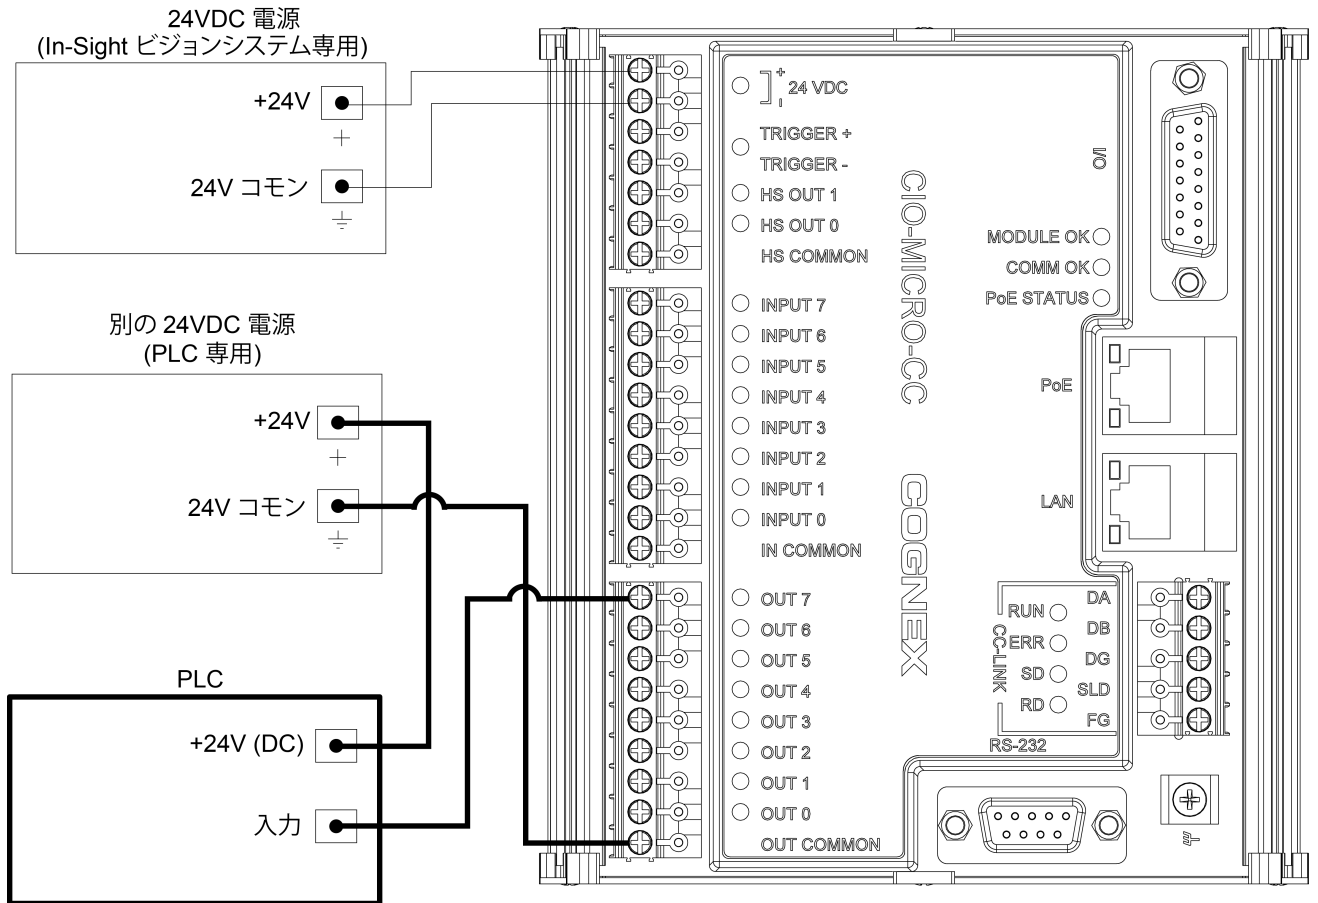 24VDC 電源
(In-Sight ビジョンシステム専用)
+24V
+
24V コモン
別の 24VDC 電源
(PLC 専用)
+24V
+
24V コモン
PLC
+24V (DC)
入力
+
24 VDC
-
TRIGGER +
TRIGGER -
HS OUT 1
HS OUT 0
HS COMMON
INPUT 7
INPUT 6
INPUT 5
INPUT 4
INPUT 3
INPUT 2
INPUT 1
INPUT 0
IN COMMON
OUT 7
OUT 6
OUT 5
OUT 4
OUT 3
OUT 2
OUT 1
OUT 0
OUT COMMON
CIO-MICRO-CC
COGNEX
I/O
MODULE OK
COMM OK
PoE STATUS
PoE
LAN
CC-LINK
RUN
ERR
SD
RD
DA
DB
DG
SLD
FG
RS-232